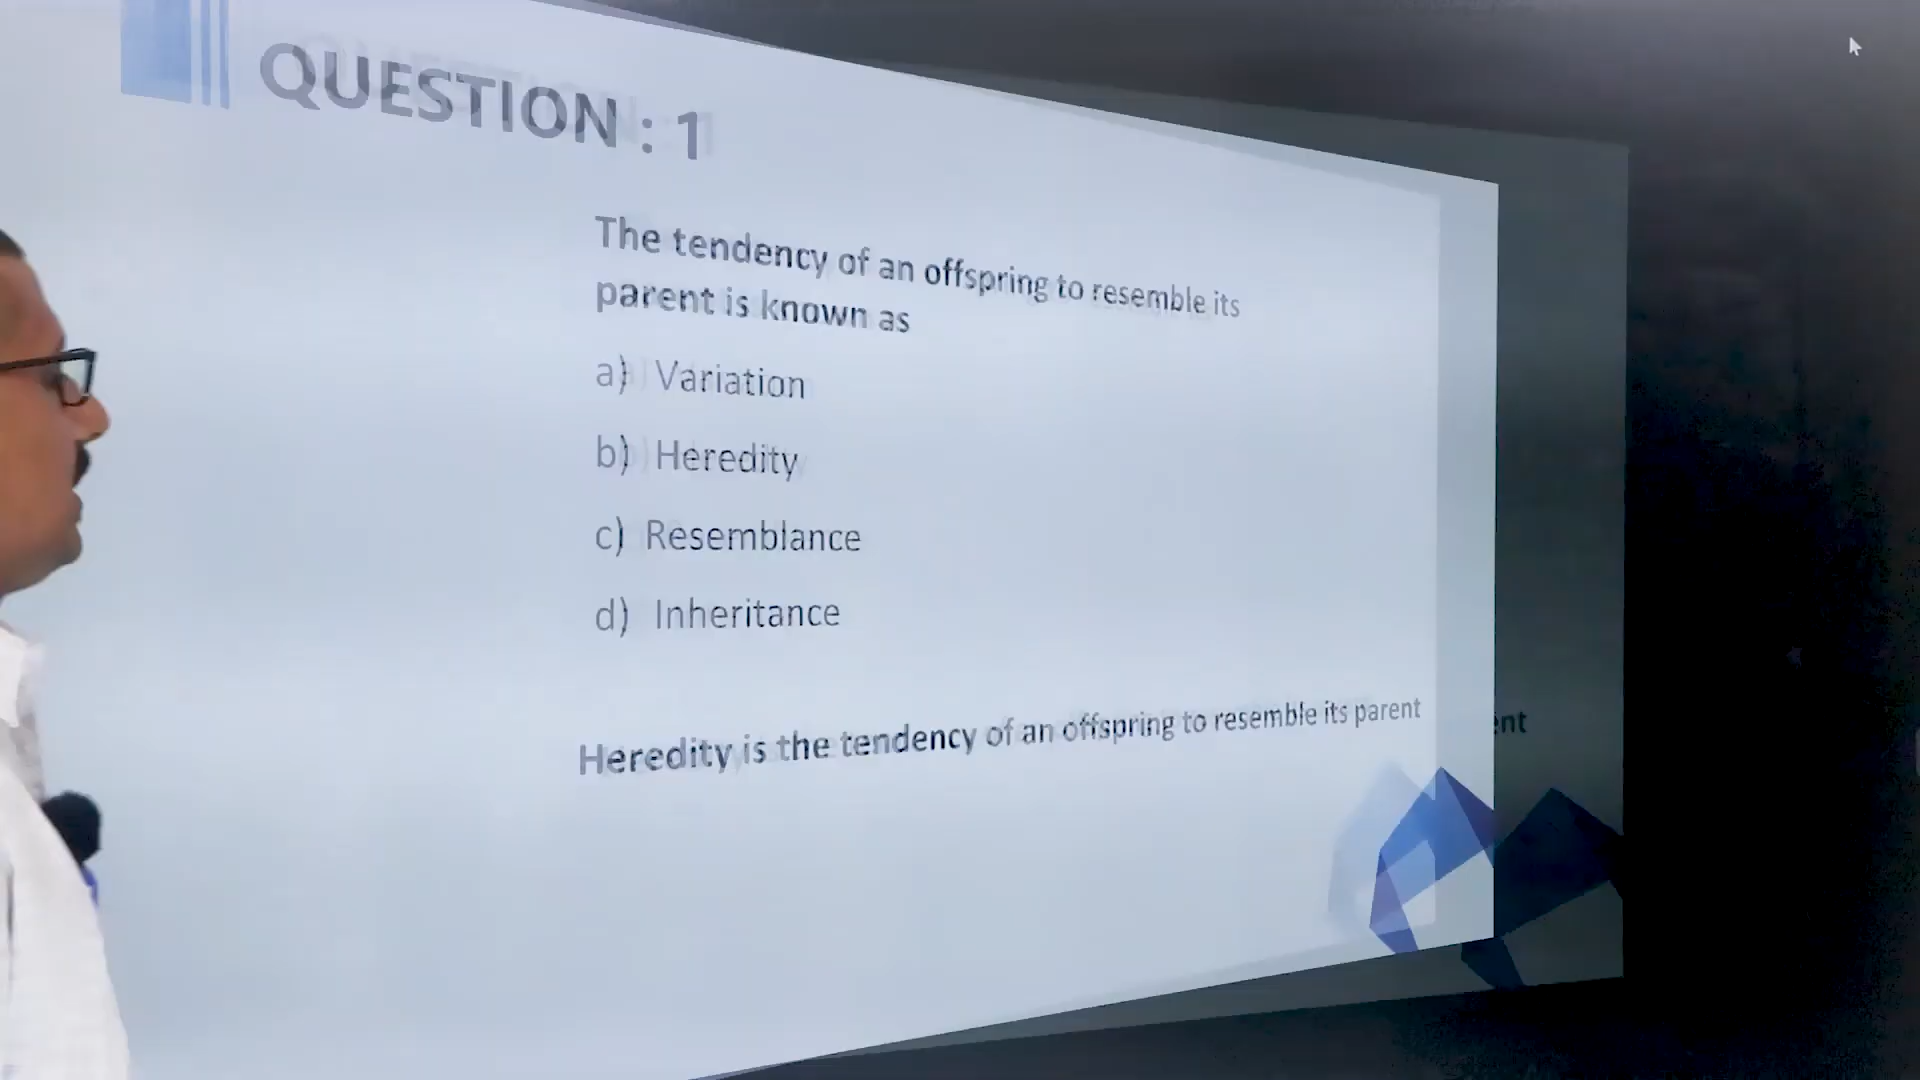 QUESTION : 1
The tendency of an offspring to resemble its
parent is known as
a) Variation
b) Heredity
c) Resemblance
d) Inheritance
Heredity is the tendency of an offspring to resemble its parent